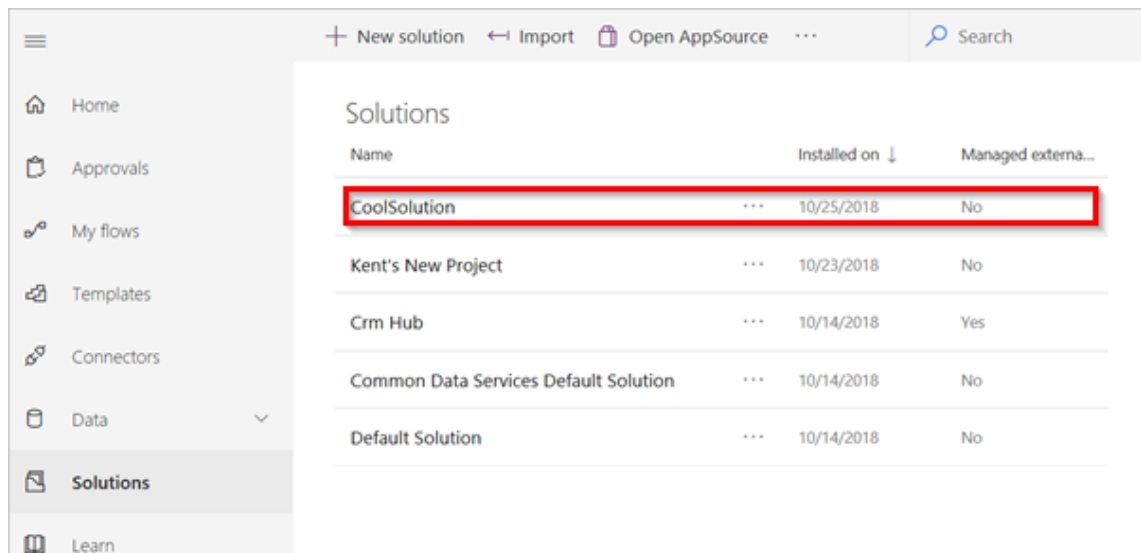 New solution Import Open AppSource ... Search
Home
Approvals
My flows
Templates
Connectors
Data
Solutions
Learn
Solutions
Name Installed on ↓ Managed externa...
CoolSolution ... 10/25/2018 No
Kent's New Project ... 10/23/2018 No
Crm Hub ... 10/14/2018 Yes
Common Data Services Default Solution ... 10/14/2018 No
Default Solution ... 10/14/2018 No